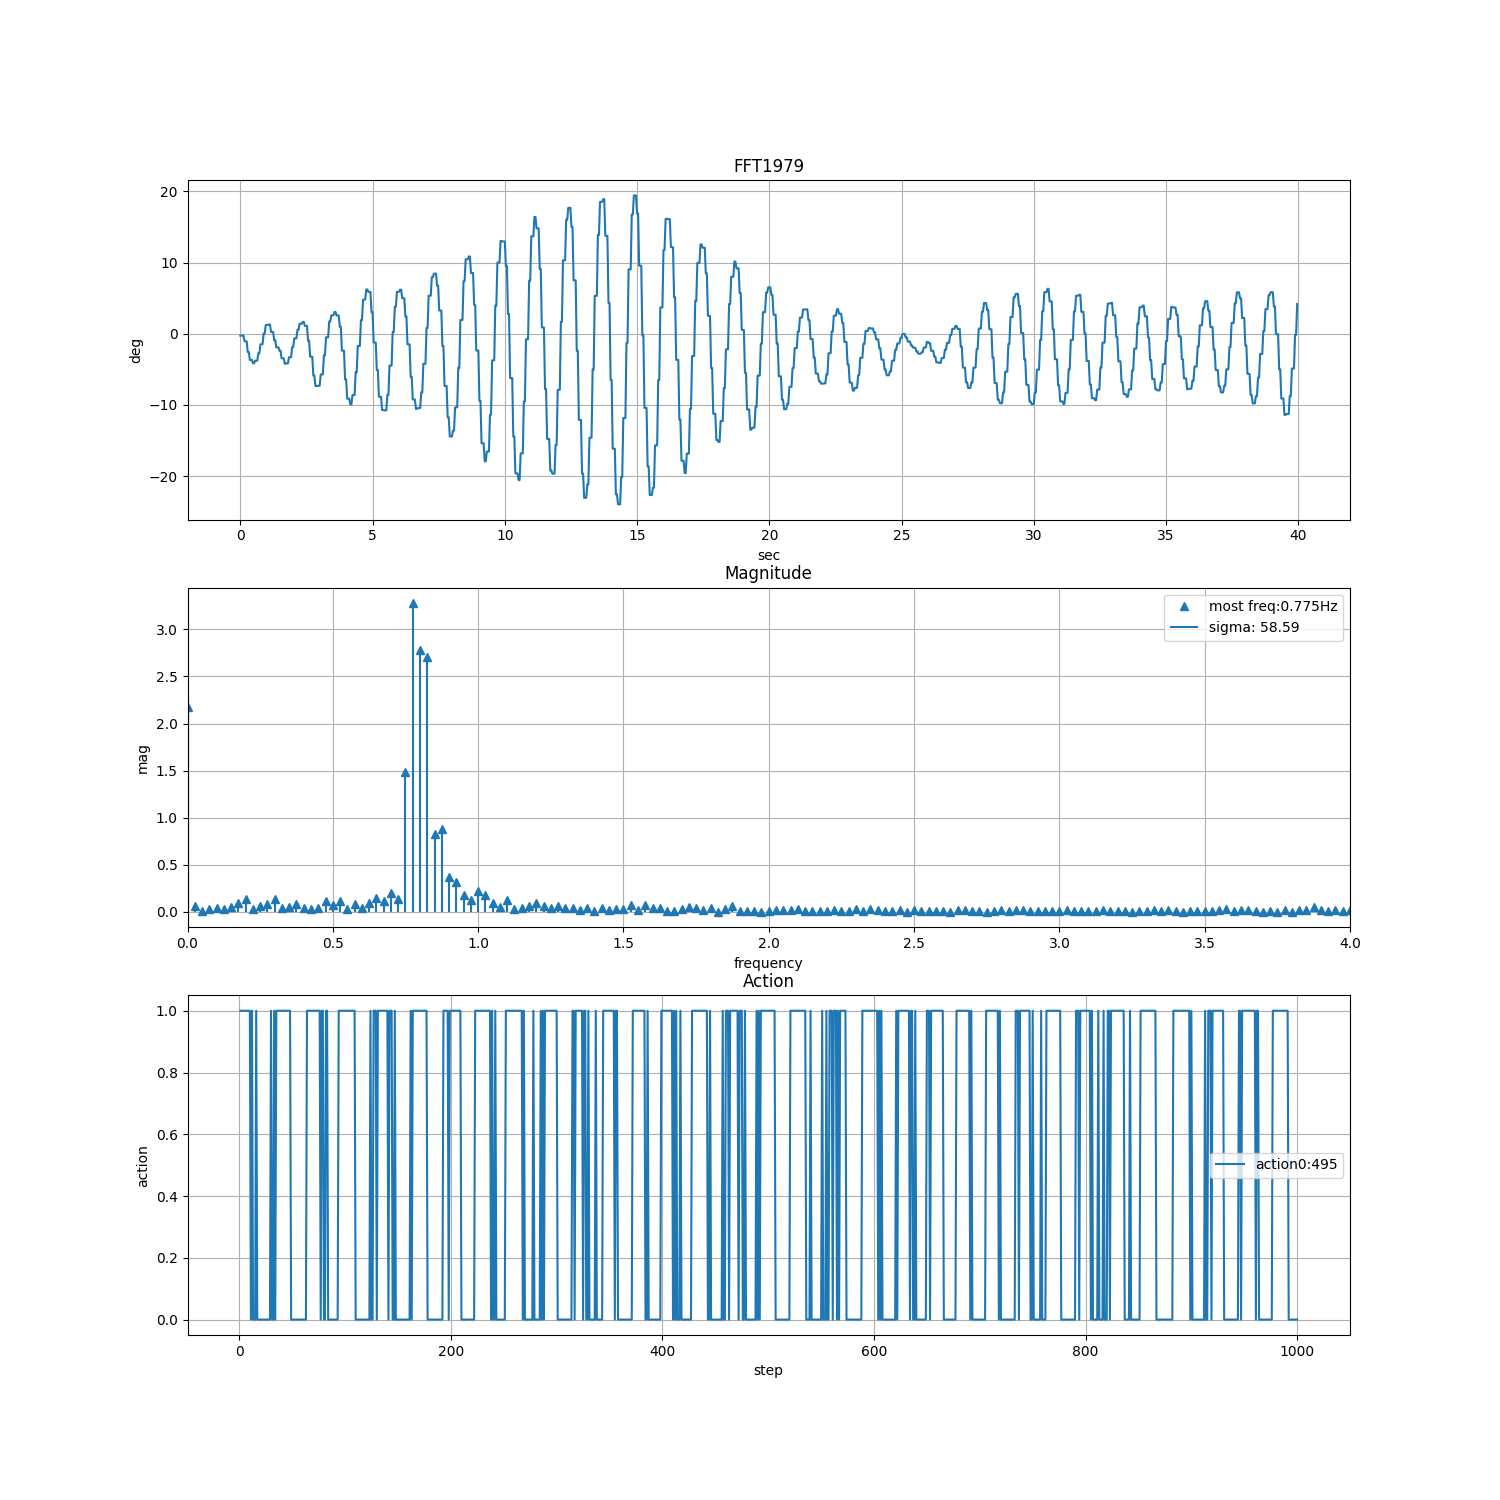 FFT1979
20
10
0
−10
−20
deg
0 5 10 15 20 25 30 35 40
sec
Magnitude
most freq:0.775Hz
sigma: 58.59
3.0
2.5
2.0
1.5
1.0
0.5
0.0
mag
0.0 0.5 1.0 1.5 2.0 2.5 3.0 3.5 4.0
frequency
Action
1.0
0.8
0.6
0.4
0.2
0.0
action
action0:495
0 200 400 600 800 1000
step